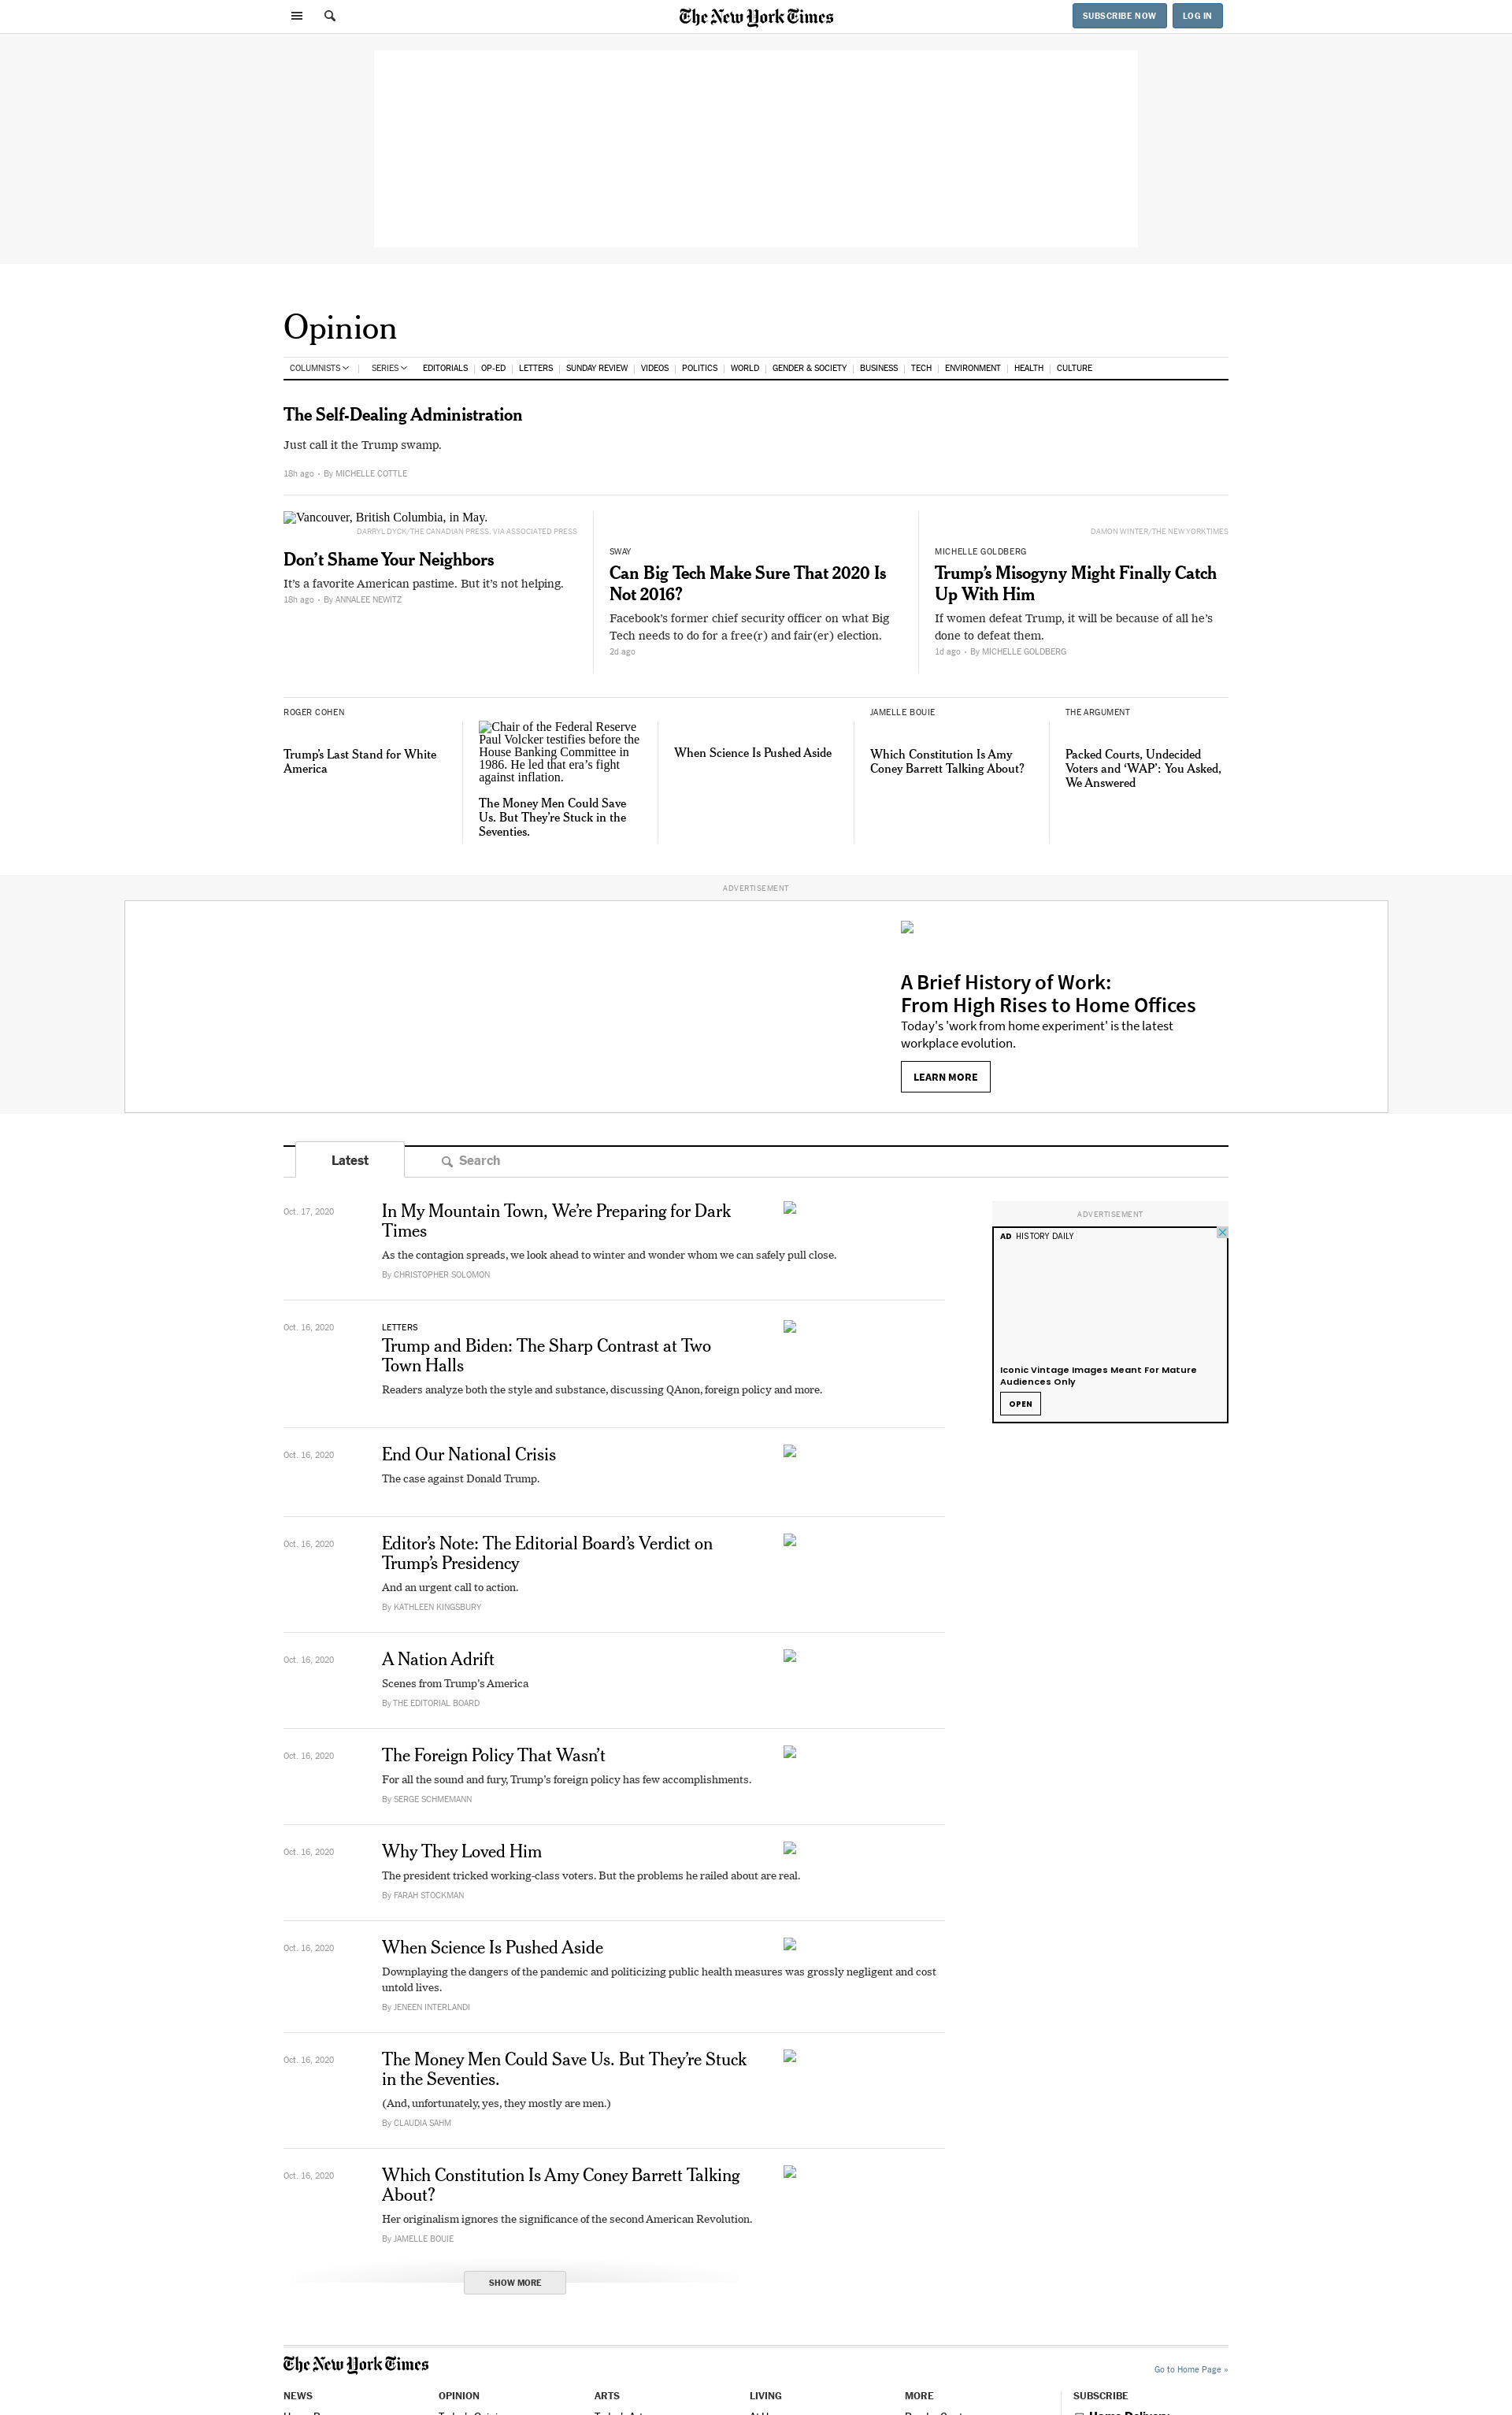 The New York Times
SUBSCRIBE NOW
LOG IN
Opinion
COLUMNISTS
SERIES
EDITORIALS
OP-ED
LETTERS
SUNDAY REVIEW
VIDEOS
POLITICS
WORLD
GENDER & SOCIETY
BUSINESS
TECH
ENVIRONMENT
HEALTH
CULTURE
The Self-Dealing Administration
Just call it the Trump swamp.
18h ago • By MICHELLE COTTLE
Vancouver, British Columbia, in May.
DARRYL DYCK/THE CANADIAN PRESS, VIA ASSOCIATED PRESS
Don’t Shame Your Neighbors
It’s a favorite American pastime. But it’s not helping.
18h ago • By ANNALEE NEWITZ
SWAY
Can Big Tech Make Sure That 2020 Is
Not 2016?
Facebook’s former chief security officer on what Big
Tech needs to do for a free(r) and fair(er) election.
2d ago
DAMON WINTER/THE NEW YORK TIMES
MICHELLE GOLDBERG
Trump’s Misogyny Might Finally Catch
Up With Him
If women defeat Trump, it will be because of all he’s
done to defeat them.
1d ago • By MICHELLE GOLDBERG
ROGER COHEN
Trump’s Last Stand for White
America
Chair of the Federal Reserve
Paul Volcker testifies before the
House Banking Committee in
1986. He led that era’s fight
against inflation.
The Money Men Could Save
Us. But They’re Stuck in the
Seventies.
When Science Is Pushed Aside
JAMELLE BOUIE
Which Constitution Is Amy
Coney Barrett Talking About?
THE ARGUMENT
Packed Courts, Undecided
Voters and ‘WAP’: You Asked,
We Answered
ADVERTISEMENT
A Brief History of Work:
From High Rises to Home Offices
Today's 'work from home experiment' is the latest
workplace evolution.
LEARN MORE
Latest
Search
Oct. 17, 2020
In My Mountain Town, We’re Preparing for Dark
Times
As the contagion spreads, we look ahead to winter and wonder whom we can safely pull close.
By CHRISTOPHER SOLOMON
ADVERTISEMENT
AD HISTORY DAILY
Iconic Vintage Images Meant For Mature
Audiences Only
OPEN
Oct. 16, 2020
LETTERS
Trump and Biden: The Sharp Contrast at Two
Town Halls
Readers analyze both the style and substance, discussing QAnon, foreign policy and more.
Oct. 16, 2020
End Our National Crisis
The case against Donald Trump.
Oct. 16, 2020
Editor’s Note: The Editorial Board’s Verdict on
Trump’s Presidency
And an urgent call to action.
By KATHLEEN KINGSBURY
Oct. 16, 2020
A Nation Adrift
Scenes from Trump’s America
By THE EDITORIAL BOARD
Oct. 16, 2020
The Foreign Policy That Wasn’t
For all the sound and fury, Trump’s foreign policy has few accomplishments.
By SERGE SCHMEMANN
Oct. 16, 2020
Why They Loved Him
The president tricked working-class voters. But the problems he railed about are real.
By FARAH STOCKMAN
Oct. 16, 2020
When Science Is Pushed Aside
Downplaying the dangers of the pandemic and politicizing public health measures was grossly negligent and cost
untold lives.
By JENEEN INTERLANDI
Oct. 16, 2020
The Money Men Could Save Us. But They’re Stuck
in the Seventies.
(And, unfortunately, yes, they mostly are men.)
By CLAUDIA SAHM
Oct. 16, 2020
Which Constitution Is Amy Coney Barrett Talking
About?
Her originalism ignores the significance of the second American Revolution.
By JAMELLE BOUIE
SHOW MORE
The New York Times
Go to Home Page »
NEWS
OPINION
ARTS
LIVING
MORE
SUBSCRIBE